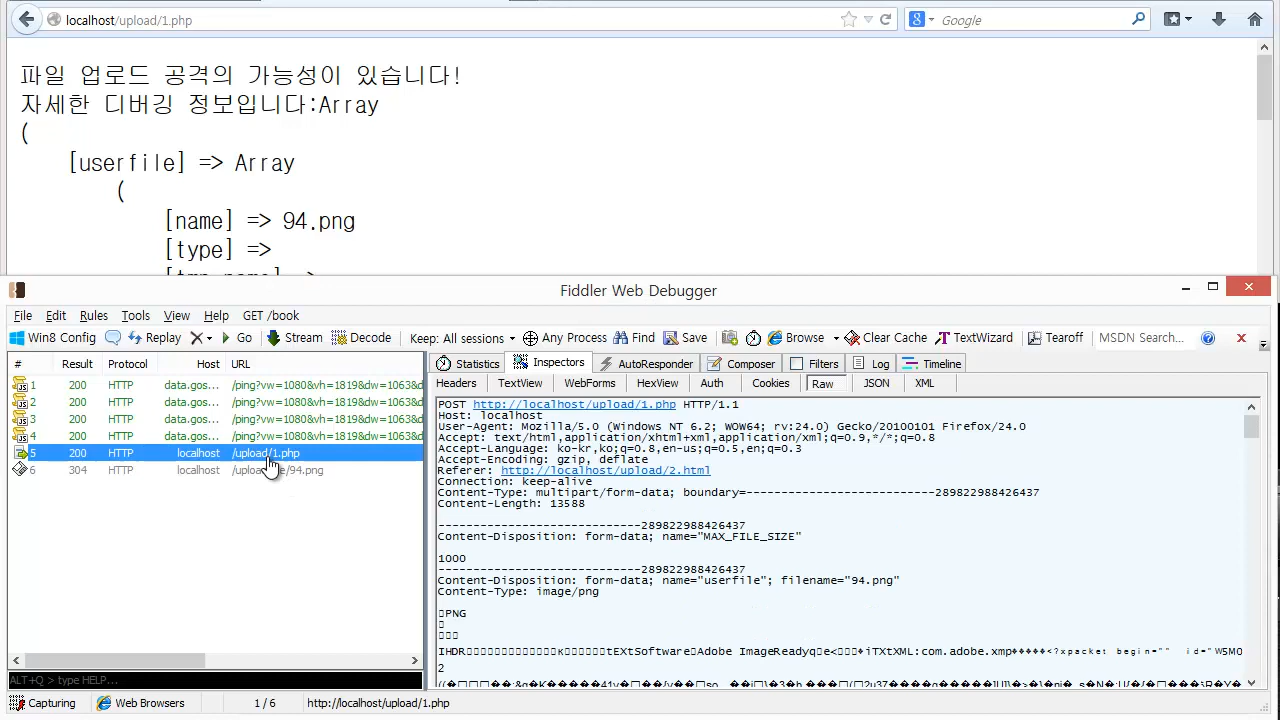 localhost/upload/1.php
Google
파일 업로드 공격의 가능성이 있습니다!
자세한 디버깅 정보입니다:Array
(
[userfile] => Array
(
[name] => 94.png
[type] =>
[tmp_name] =>
Fiddler Web Debugger
File Edit Rules Tools View Help GET /book
Win8 Config Replay Go Stream Decode Keep: All sessions Any Process Find Save Browse Clear Cache TextWizard Tearoff MSDN Search...
# Result Protocol Host URL
1 200 HTTP data.gos... /ping?vw=1080&vh=1819&dw=1063&d
2 200 HTTP data.gos... /ping?vw=1080&vh=1819&dw=1063&d
3 200 HTTP data.gos... /ping?vw=1080&vh=1819&dw=1063&d
4 200 HTTP data.gos... /ping?vw=1080&vh=1819&dw=1063&d
5 200 HTTP localhost /upload/1.php
6 304 HTTP localhost
Statistics Inspectors AutoResponder Composer Filters Log Timeline
Headers TextView WebForms HexView Auth Cookies Raw JSON XML
POST http://localhost/upload/1.php HTTP/1.1
Host: localhost
User-Agent: Mozilla/5.0 (Windows NT 6.2; WOW64; rv:24.0) Gecko/20100101 Firefox/24.0
Accept: text/html,application/xhtml+xml,application/xml;q=0.9,*/*;q=0.8
Accept-Language: ko-kr,ko;q=0.8,en-us;q=0.5,en;q=0.3
Accept-Encoding: gzip, deflate
Referer: http://localhost/upload/2.html
Connection: keep-alive
Content-Type: multipart/form-data; boundary=---------------------------289822988426437
Content-Length: 13588
-----------------------------289822988426437
Content-Disposition: form-data; name="MAX_FILE_SIZE"
1000
-----------------------------289822988426437
Content-Disposition: form-data; name="userfile"; filename="94.png"
Content-Type: image/png
PNG
ALT+Q > type HELP...
Capturing Web Browsers 1 / 6 http://localhost/upload/1.php